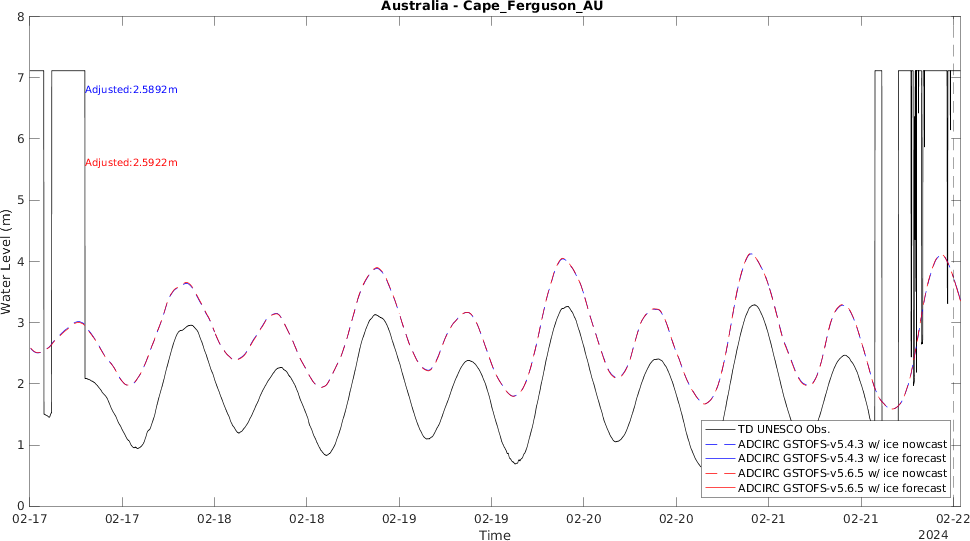 Australia - Cape_Ferguson_AU
8
7
6
5
4
3
2
1
0
Water Level (m)
Adjusted:2.5892m
Adjusted:2.5922m
TD UNESCO Obs.
ADCIRC GSTOFS-v5.4.3 w/ ice nowcast
ADCIRC GSTOFS-v5.4.3 w/ ice forecast
ADCIRC GSTOFS-v5.6.5 w/ ice nowcast
ADCIRC GSTOFS-v5.6.5 w/ ice forecast
02-17 02-17 02-18 02-18 02-19 02-19 02-20 02-20 02-21 02-21 02-22
Time
2024